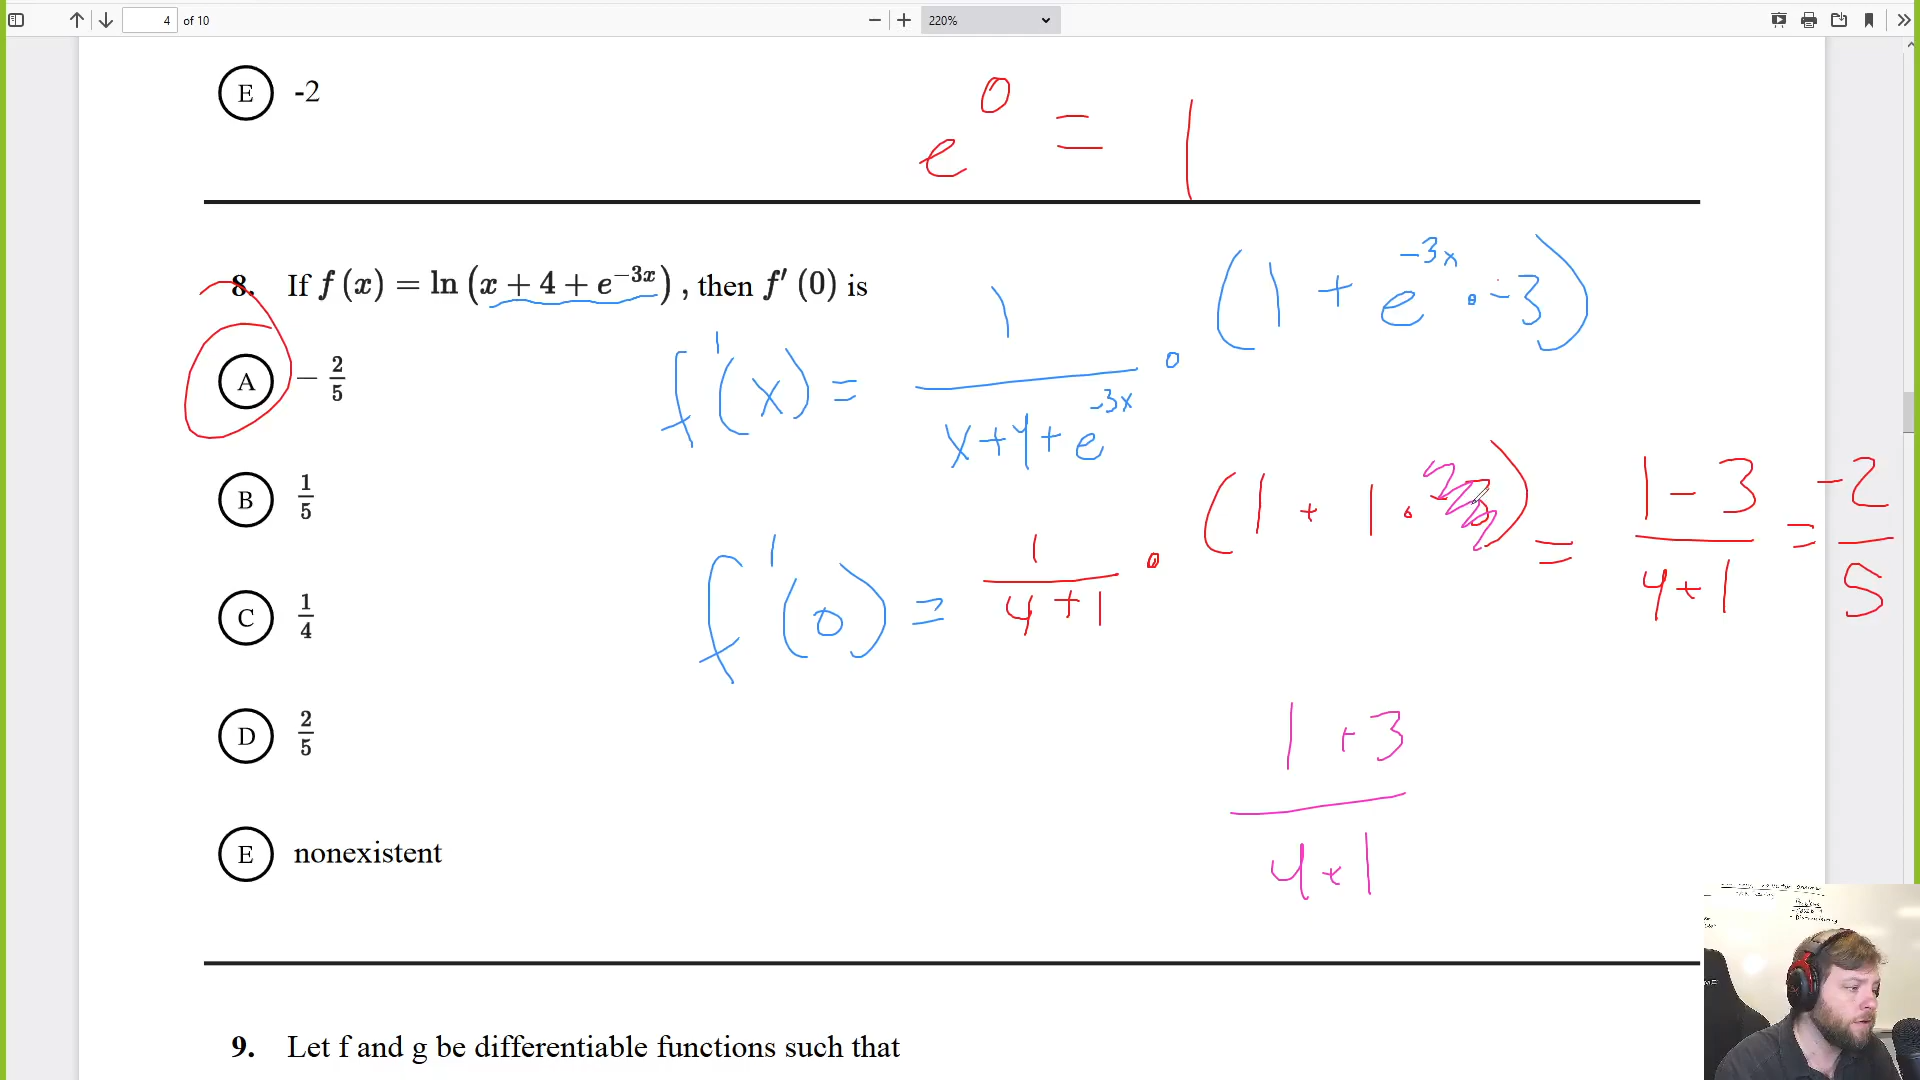 4 of 10 220%
E -2
e^0 = 1
8. If f (x) = ln (x + 4 + e^{-3x}) , then f′ (0) is
A − 2/5
f'(x) = 1/(x+4+e^{-3x}) · (1 + e^{-3x} · -3)
B 1/5
f'(0) = 1/(4+1) · (1 + 1 · ) = (1-3)/(4+1) = -2/5
C 1/4
D 2/5
(1+3)/(4+1)
E nonexistent
9. Let f and g be differentiable functions such that